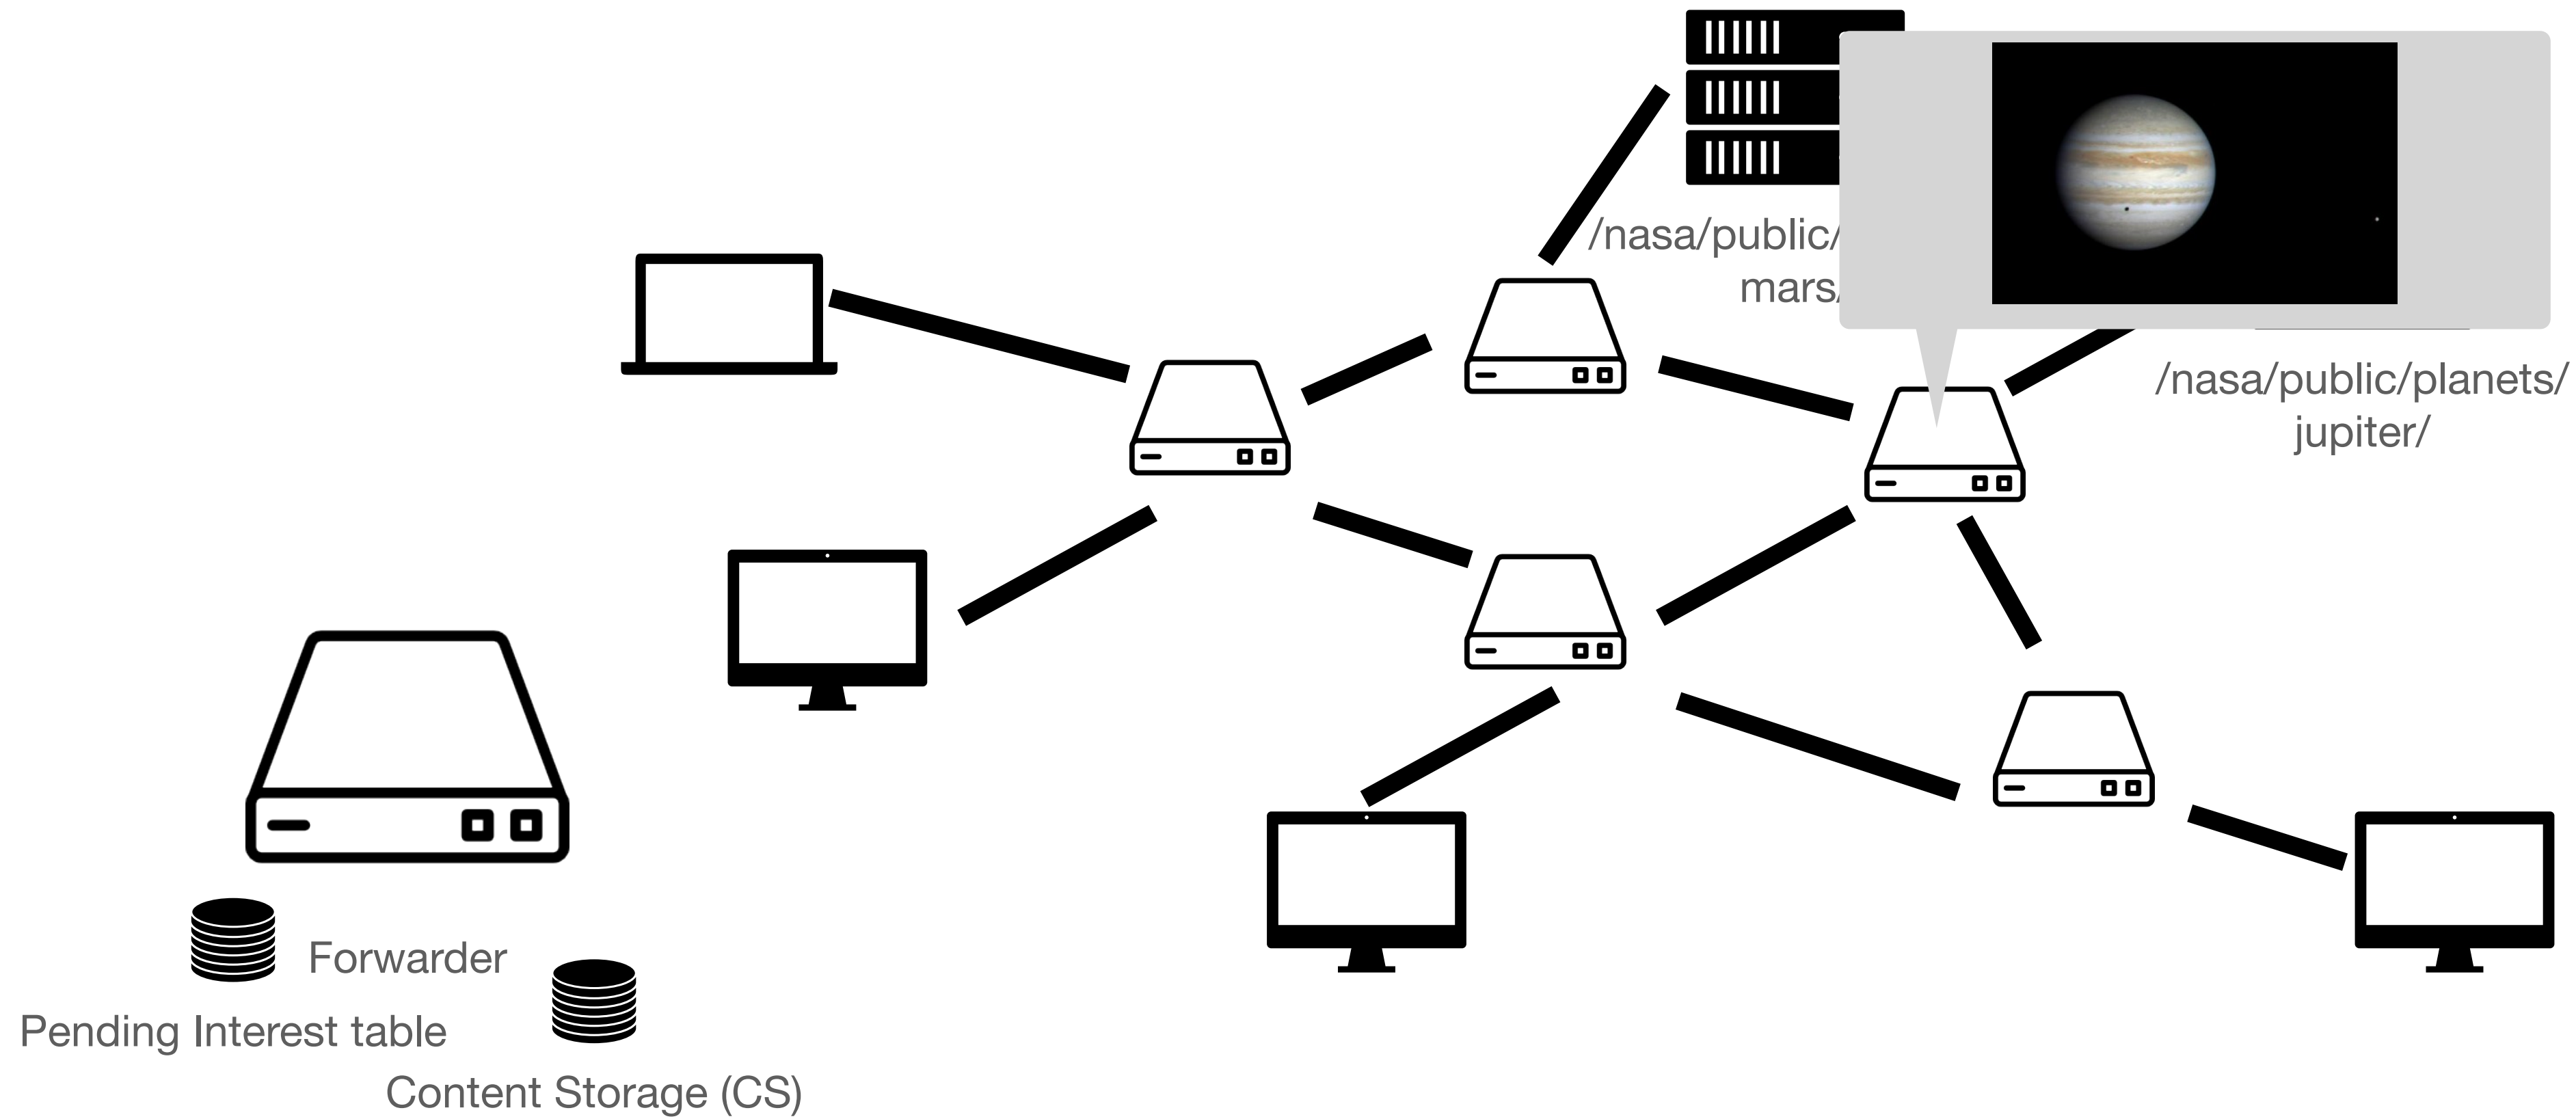 /nasa/public/
mars/
/nasa/public/planets/
jupiter/
Forwarder
Pending Interest table
Content Storage (CS)